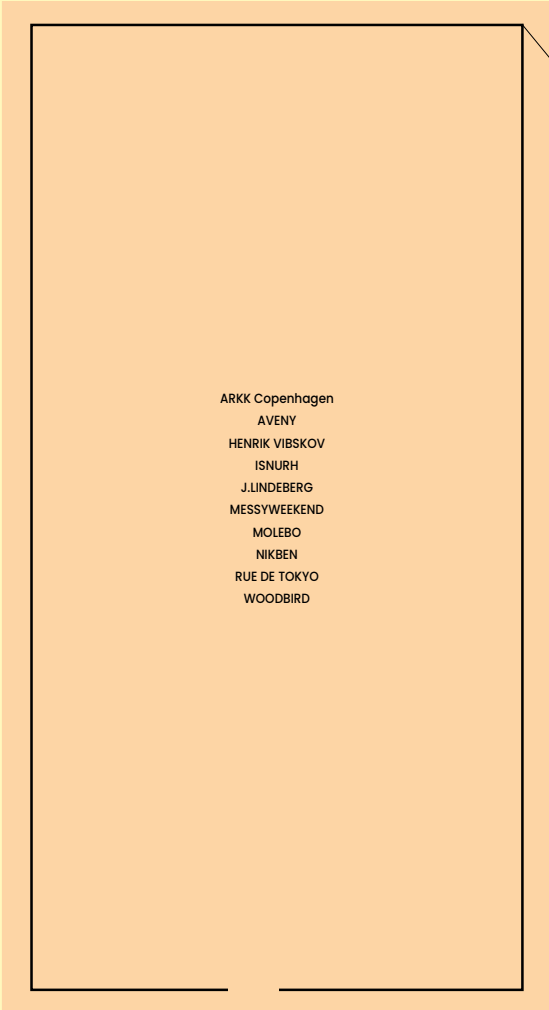 ARKK Copenhagen
AVENY
HENRIK VIBSKOV
ISNURH
J.LINDEBERG
MESSYWEEKEND
MOLEBO
NIKBEN
RUE DE TOKYO
WOODBIRD